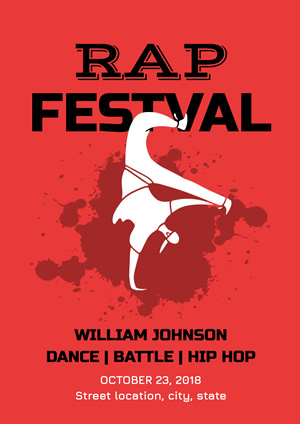 RAP
FESTVAL
WILLIAM JOHNSON
DANCE | BATTLE | HIP HOP
OCTOBER 23, 2018
Street location, city, state